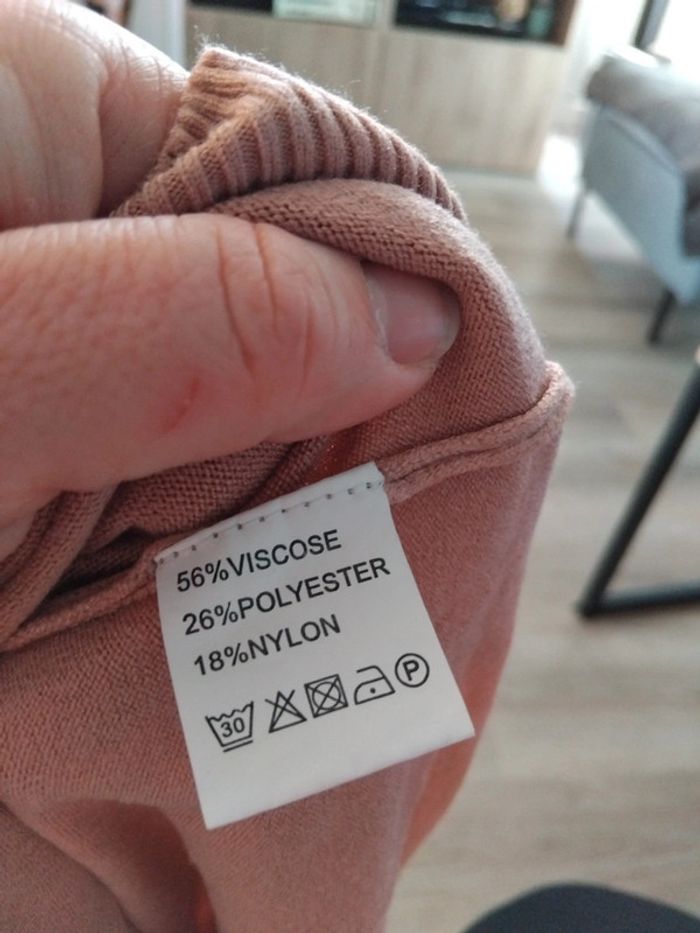 56%VISCOSE
26%POLYESTER
18%NYLON
30 P